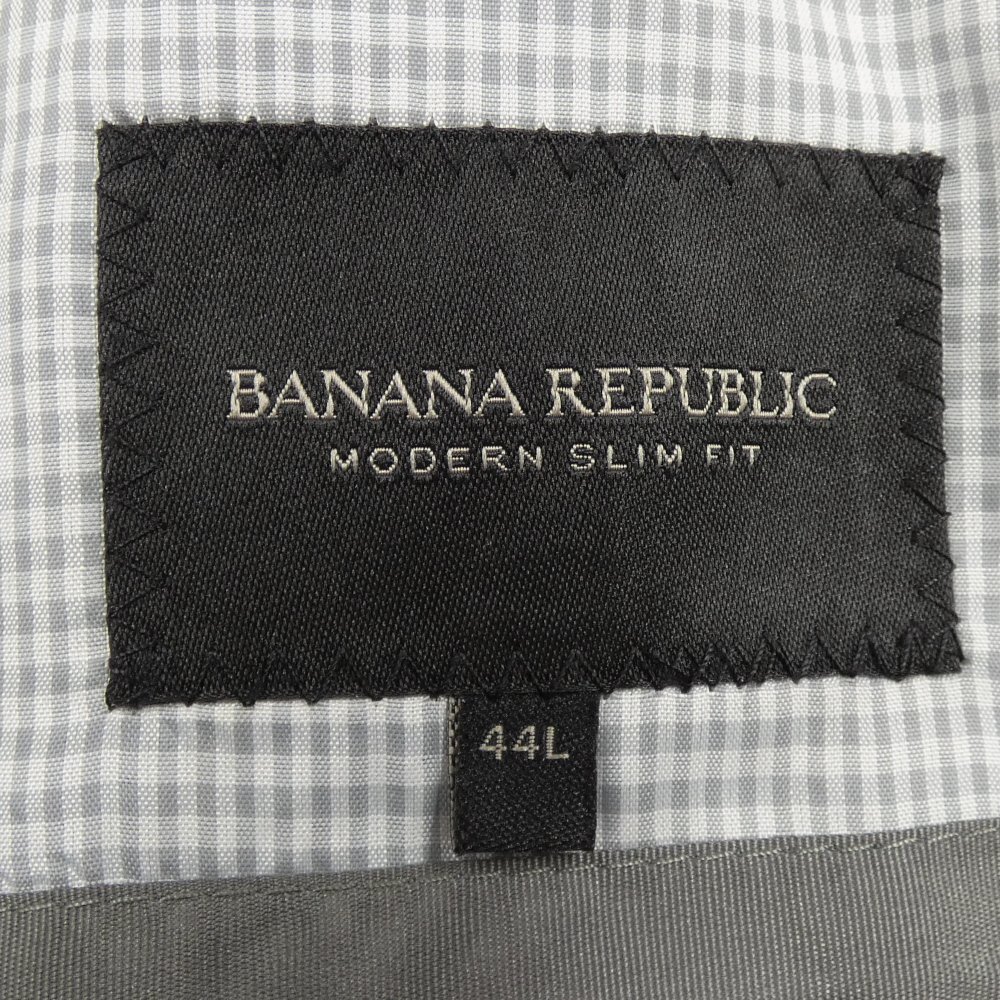 BANANA REPUBLIC
MODERN SLIM FIT
44L